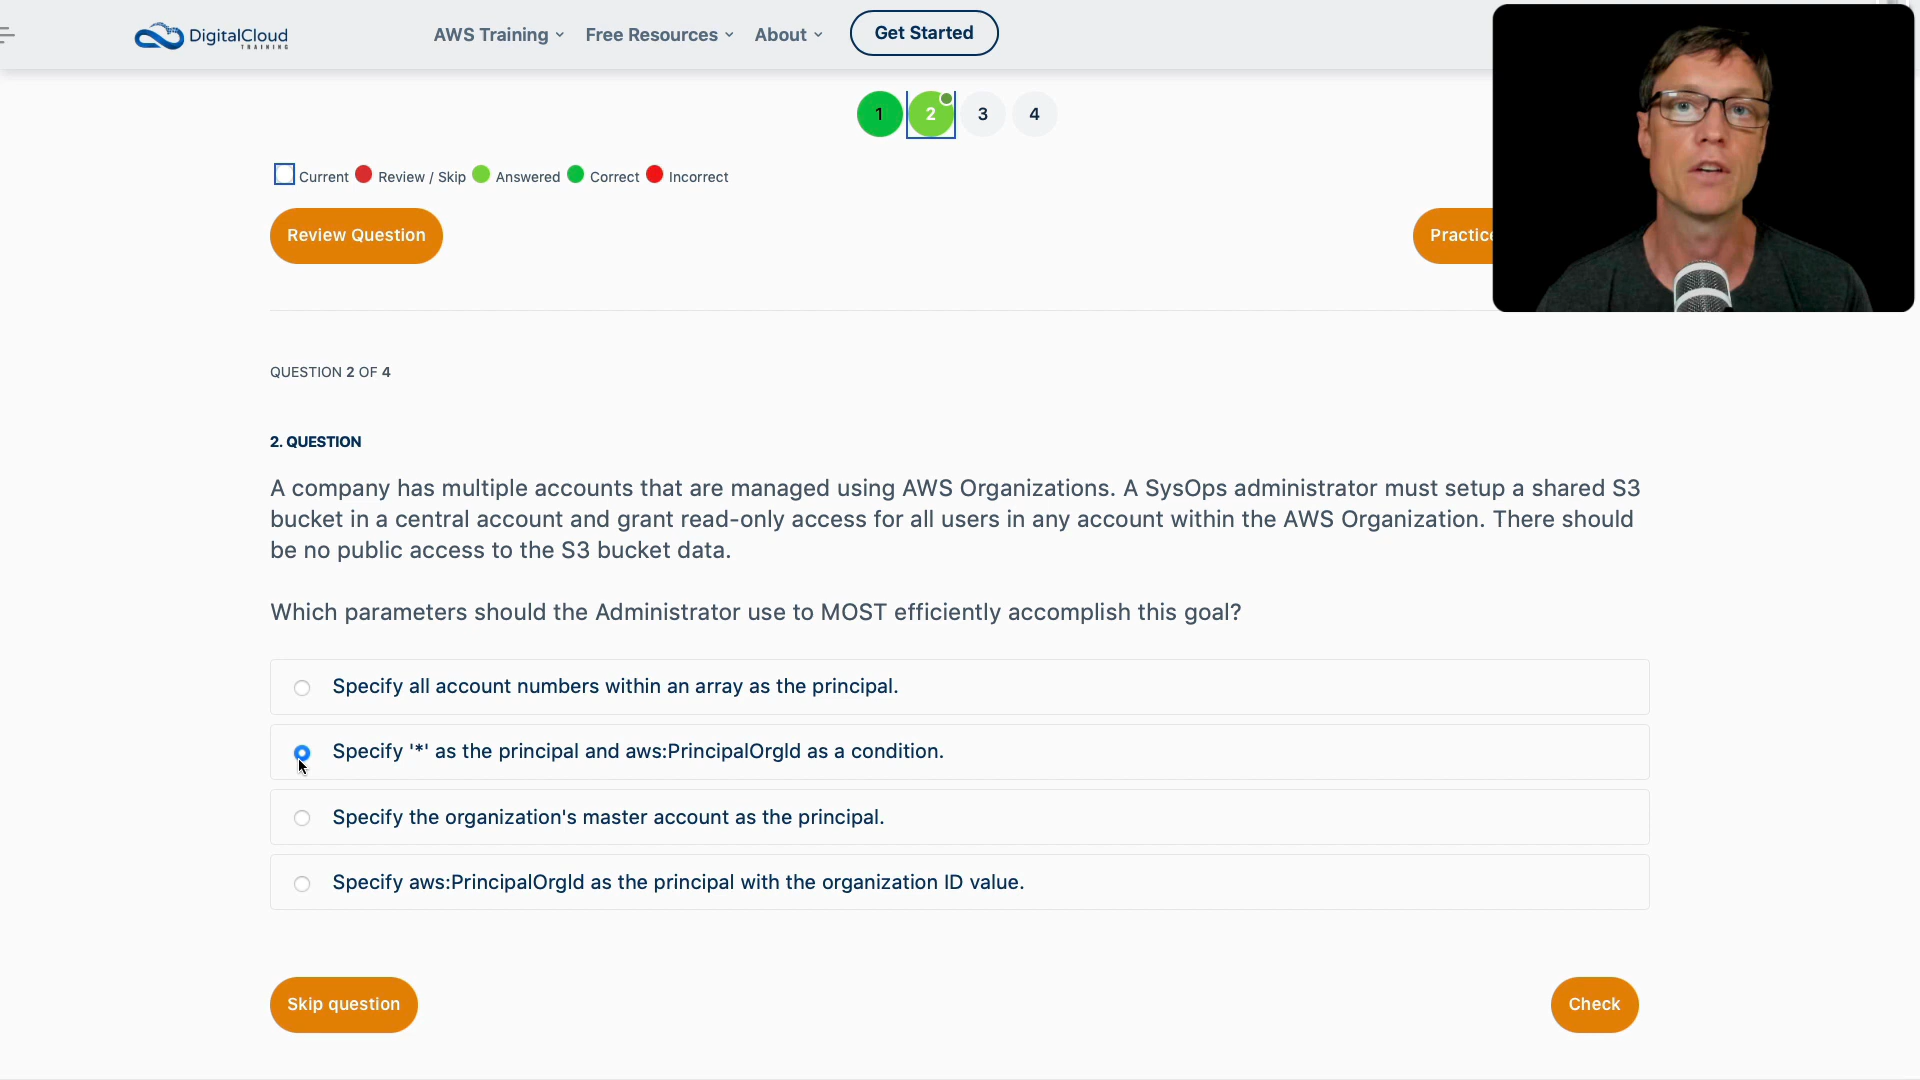 DigitalCloud
TRAINING
AWS Training
Free Resources
About
Get Started
1
2
3
4
Current
Review / Skip
Answered
Correct
Incorrect
Review Question
Practice
QUESTION 2 OF 4
2. QUESTION
A company has multiple accounts that are managed using AWS Organizations. A SysOps administrator must setup a shared S3
bucket in a central account and grant read-only access for all users in any account within the AWS Organization. There should
be no public access to the S3 bucket data.
Which parameters should the Administrator use to MOST efficiently accomplish this goal?
Specify all account numbers within an array as the principal.
Specify '*' as the principal and aws:PrincipalOrgId as a condition.
Specify the organization's master account as the principal.
Specify aws:PrincipalOrgId as the principal with the organization ID value.
Skip question
Check